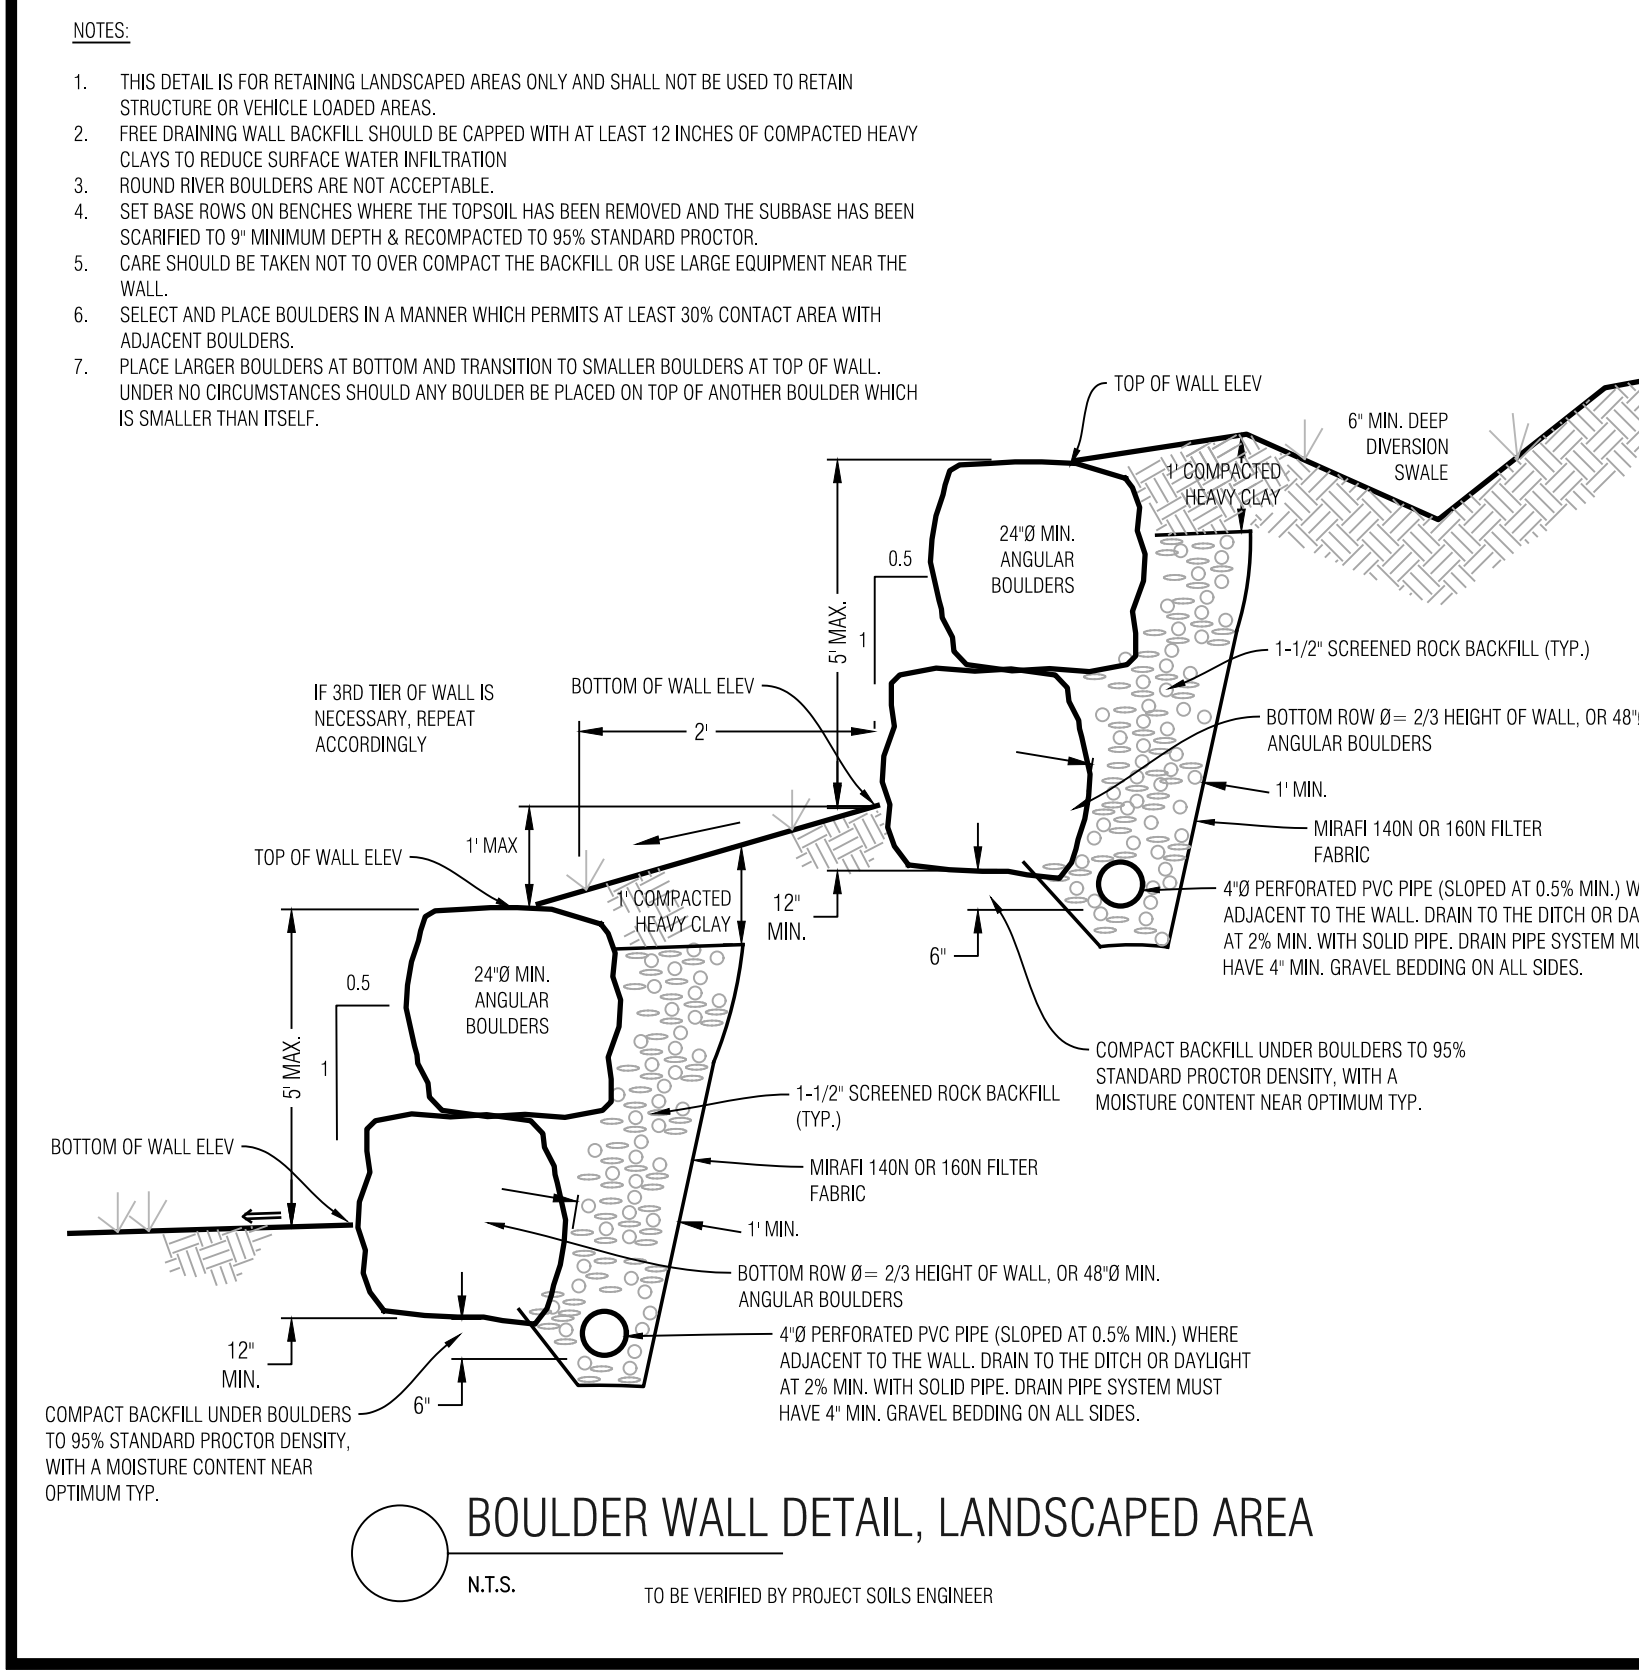 NOTES:
1. THIS DETAIL IS FOR RETAINING LANDSCAPED AREAS ONLY AND SHALL NOT BE USED TO RETAIN
STRUCTURE OR VEHICLE LOADED AREAS.
2. FREE DRAINING WALL BACKFILL SHOULD BE CAPPED WITH AT LEAST 12 INCHES OF COMPACTED HEAVY
CLAYS TO REDUCE SURFACE WATER INFILTRATION
3. ROUND RIVER BOULDERS ARE NOT ACCEPTABLE.
4. SET BASE ROWS ON BENCHES WHERE THE TOPSOIL HAS BEEN REMOVED AND THE SUBBASE HAS BEEN
SCARIFIED TO 9" MINIMUM DEPTH & RECOMPACTED TO 95% STANDARD PROCTOR.
5. CARE SHOULD BE TAKEN NOT TO OVER COMPACT THE BACKFILL OR USE LARGE EQUIPMENT NEAR THE
WALL.
6. SELECT AND PLACE BOULDERS IN A MANNER WHICH PERMITS AT LEAST 30% CONTACT AREA WITH
ADJACENT BOULDERS.
7. PLACE LARGER BOULDERS AT BOTTOM AND TRANSITION TO SMALLER BOULDERS AT TOP OF WALL.
UNDER NO CIRCUMSTANCES SHOULD ANY BOULDER BE PLACED ON TOP OF ANOTHER BOULDER WHICH
IS SMALLER THAN ITSELF.
TOP OF WALL ELEV
6" MIN. DEEP
DIVERSION
SWALE
1' COMPACTED
HEAVY CLAY
24"Ø MIN.
ANGULAR
BOULDERS
0.5
1
5' MAX.
1-1/2" SCREENED ROCK BACKFILL (TYP.)
BOTTOM OF WALL ELEV
IF 3RD TIER OF WALL IS
NECESSARY, REPEAT
ACCORDINGLY
2'
BOTTOM ROW Ø= 2/3 HEIGHT OF WALL, OR 48"
ANGULAR BOULDERS
1' MIN.
MIRAFI 140N OR 160N FILTER
FABRIC
1' MAX
TOP OF WALL ELEV
1' COMPACTED
HEAVY CLAY
12"
MIN.
6"
4"Ø PERFORATED PVC PIPE (SLOPED AT 0.5% MIN.)
ADJACENT TO THE WALL. DRAIN TO THE DITCH OR
AT 2% MIN. WITH SOLID PIPE. DRAIN PIPE SYSTEM
HAVE 4" MIN. GRAVEL BEDDING ON ALL SIDES.
24"Ø MIN.
ANGULAR
BOULDERS
0.5
1
5' MAX.
COMPACT BACKFILL UNDER BOULDERS TO 95%
STANDARD PROCTOR DENSITY, WITH A
MOISTURE CONTENT NEAR OPTIMUM TYP.
1-1/2" SCREENED ROCK BACKFILL
(TYP.)
BOTTOM OF WALL ELEV
MIRAFI 140N OR 160N FILTER
FABRIC
1' MIN.
BOTTOM ROW Ø= 2/3 HEIGHT OF WALL, OR 48"Ø MIN.
ANGULAR BOULDERS
4"Ø PERFORATED PVC PIPE (SLOPED AT 0.5% MIN.) WHERE
ADJACENT TO THE WALL. DRAIN TO THE DITCH OR DAYLIGHT
AT 2% MIN. WITH SOLID PIPE. DRAIN PIPE SYSTEM MUST
HAVE 4" MIN. GRAVEL BEDDING ON ALL SIDES.
12"
MIN.
6"
COMPACT BACKFILL UNDER BOULDERS
TO 95% STANDARD PROCTOR DENSITY,
WITH A MOISTURE CONTENT NEAR
OPTIMUM TYP.
BOULDER WALL DETAIL, LANDSCAPED AREA
N.T.S.
TO BE VERIFIED BY PROJECT SOILS ENGINEER